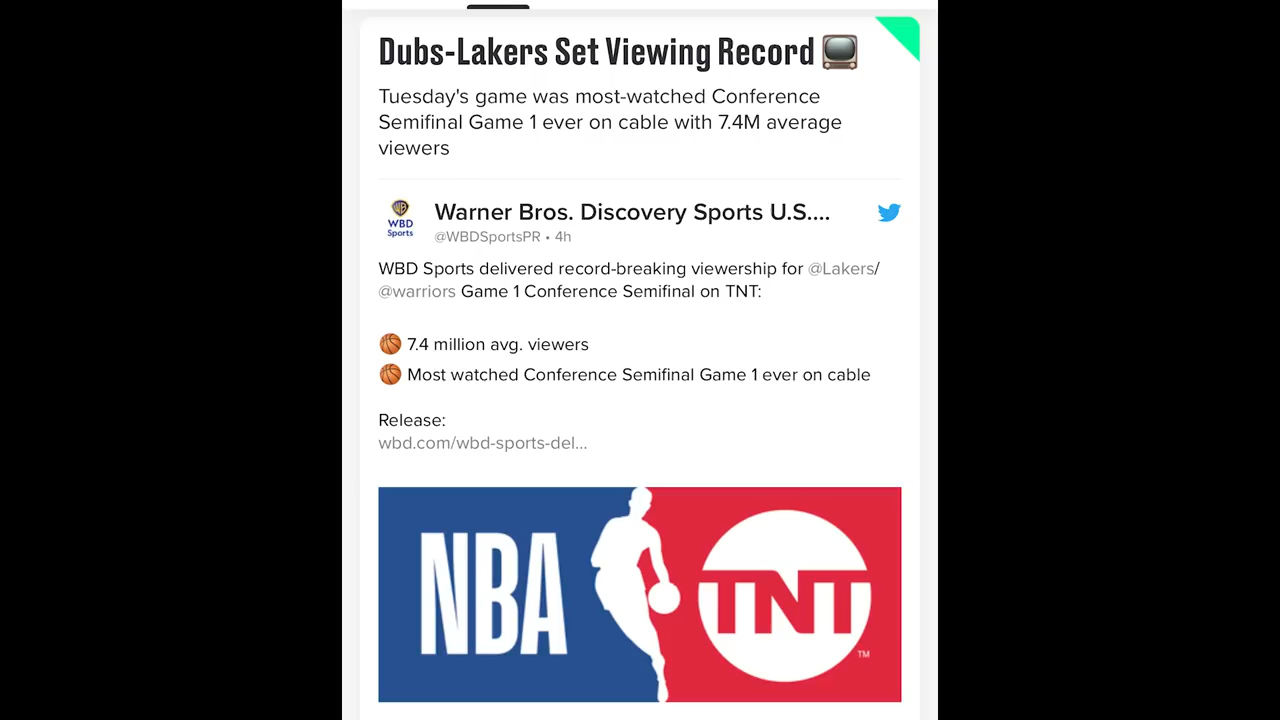 Dubs-Lakers Set Viewing Record 📺
Tuesday's game was most-watched Conference
Semifinal Game 1 ever on cable with 7.4M average
viewers
WBD
Sports
Warner Bros. Discovery Sports U.S....
@WBDSportsPR • 4h
WBD Sports delivered record-breaking viewership for @Lakers/
@warriors Game 1 Conference Semifinal on TNT:
🏀 7.4 million avg. viewers
🏀 Most watched Conference Semifinal Game 1 ever on cable
Release:
wbd.com/wbd-sports-del...
NBA
TNT
TM